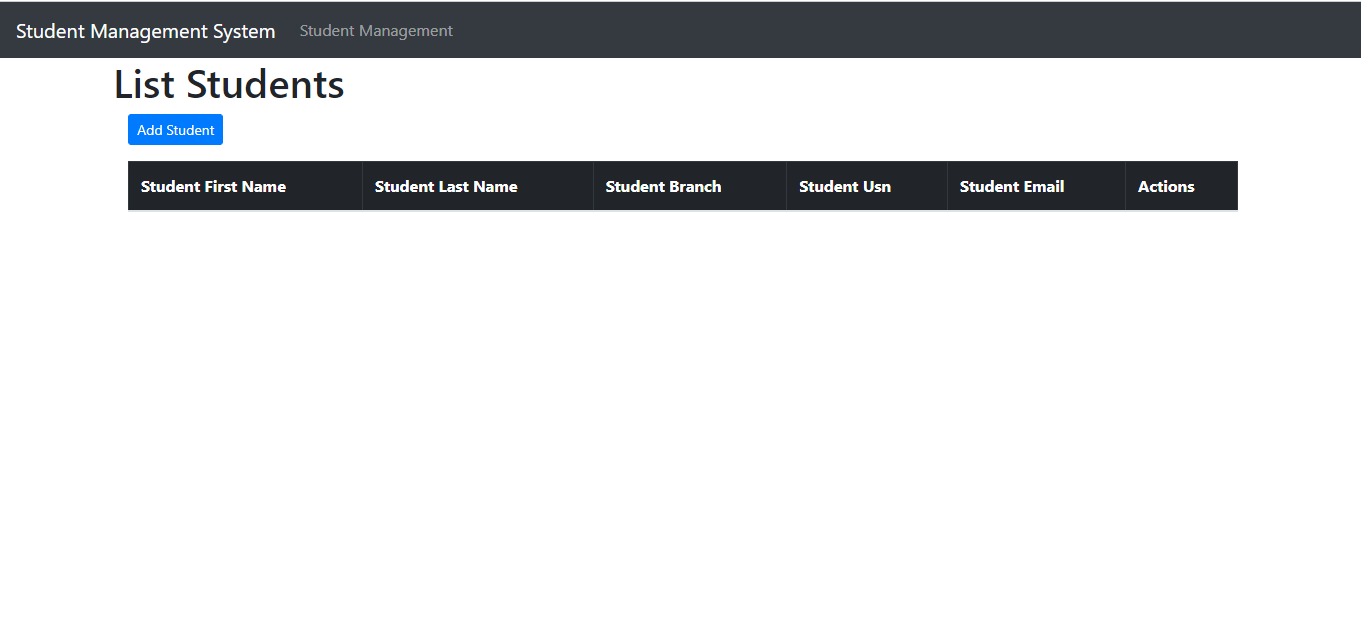 Student Management System Student Management
List Students
Add Student
Student First Name Student Last Name Student Branch Student Usn Student Email Actions